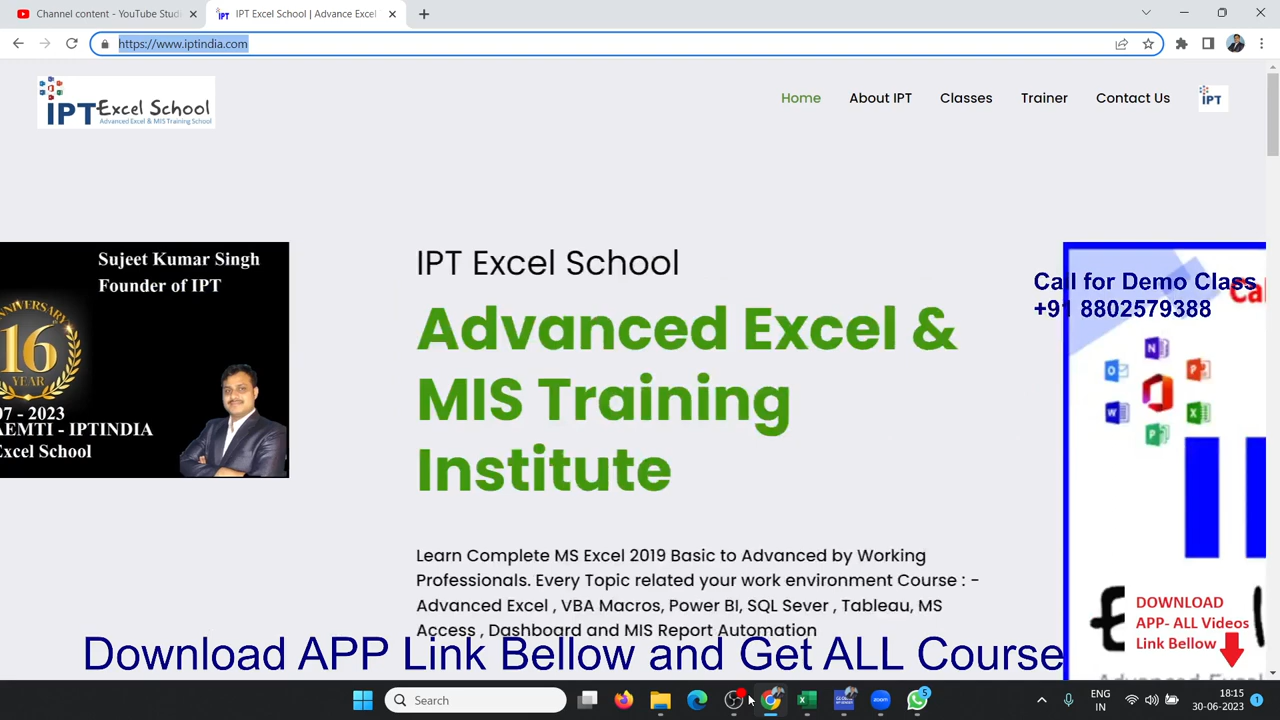 Channel content - YouTube Studi
IPT Excel School | Advance Excel
https://www.iptindia.com
IPT Excel School
Advanced Excel & MIS Training School
Home
About IPT
Classes
Trainer
Contact Us
IPT
Sujeet Kumar Singh
Founder of IPT
16
YEAR
07 - 2023
AEMTI - IPTINDIA
Excel School
IPT Excel School
Advanced Excel &
MIS Training
Institute
Learn Complete MS Excel 2019 Basic to Advanced by Working
Professionals. Every Topic related your work environment Course : -
Advanced Excel , VBA Macros, Power BI, SQL Sever , Tableau, MS
Access , Dashboard and MIS Report Automation
Call for Demo Class
+91 8802579388
DOWNLOAD
APP- ALL Videos
Link Bellow
Download APP Link Bellow and Get ALL Course
Search
5
ENG
IN
18:15
30-06-2023
1